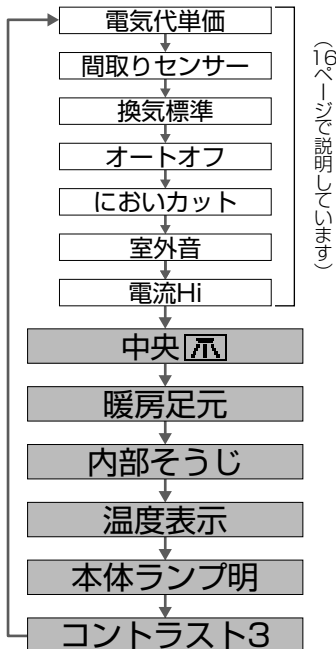 電気代単価
間取りセンサー
換気標準
オートオフ
においカット
室外音
電流Hi
(16ページで説明しています)
中央
暖房足元
内部そうじ
温度表示
本体ランプ明
コントラスト3